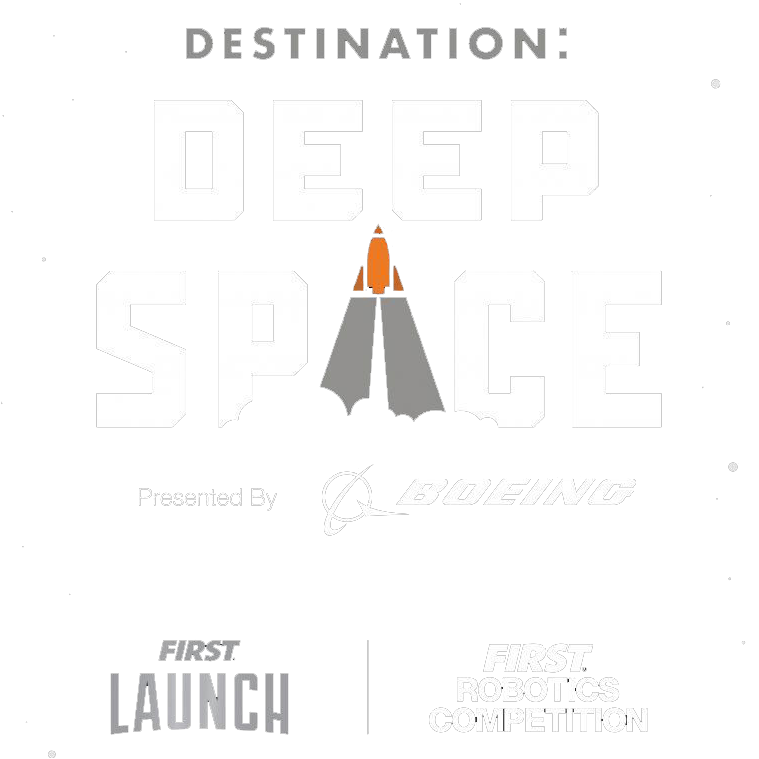 DESTINATION:
DEEP
SPACE
Presented By BOEING
FIRST
LAUNCH
FIRST
ROBOTICS
COMPETITION